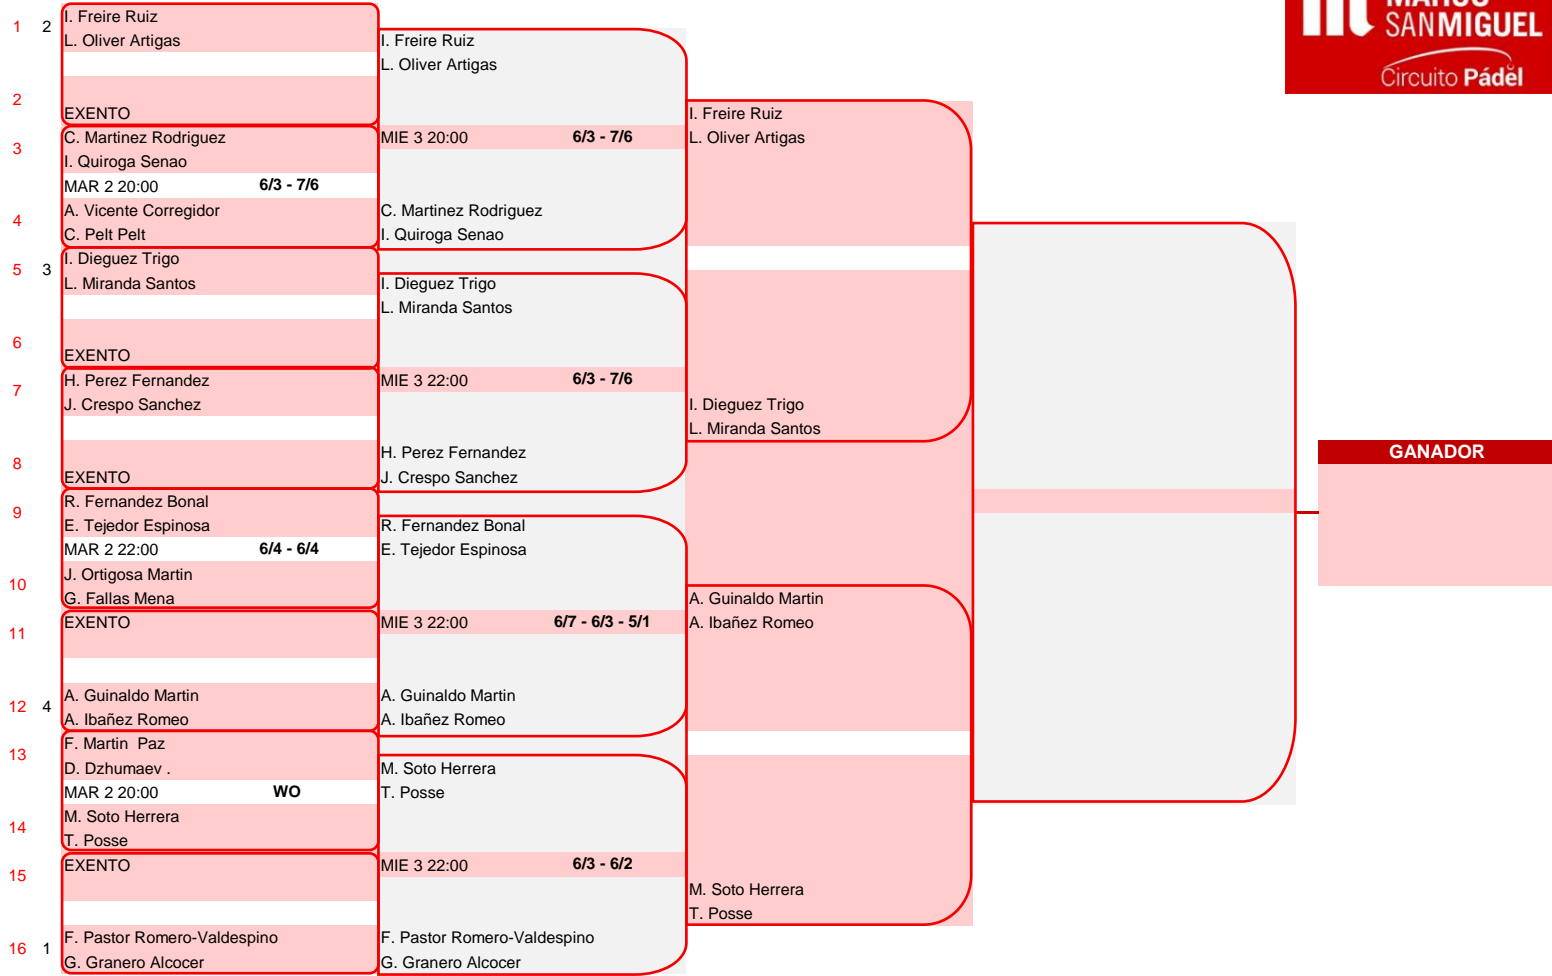 1 2 I. Freire Ruiz
L. Oliver Artigas
2 EXENTO
3 C. Martinez Rodriguez
I. Quiroga Senao
MAR 2 20:00 6/3 - 7/6
4 A. Vicente Corregidor
C. Pelt Pelt
5 3 I. Dieguez Trigo
L. Miranda Santos
6 EXENTO
7 H. Perez Fernandez
J. Crespo Sanchez
8 EXENTO
9 R. Fernandez Bonal
E. Tejedor Espinosa
MAR 2 22:00 6/4 - 6/4
10 J. Ortigosa Martin
G. Fallas Mena
11 EXENTO
12 4 A. Guinaldo Martin
A. Ibañez Romeo
13 F. Martin Paz
D. Dzhumaev .
MAR 2 20:00 WO
14 M. Soto Herrera
T. Posse
15 EXENTO
16 1 F. Pastor Romero-Valdespino
G. Granero Alcocer
I. Freire Ruiz
L. Oliver Artigas
MIE 3 20:00 6/3 - 7/6
C. Martinez Rodriguez
I. Quiroga Senao
I. Dieguez Trigo
L. Miranda Santos
MIE 3 22:00 6/3 - 7/6
H. Perez Fernandez
J. Crespo Sanchez
R. Fernandez Bonal
E. Tejedor Espinosa
MIE 3 22:00 6/7 - 6/3 - 5/1
A. Guinaldo Martin
A. Ibañez Romeo
M. Soto Herrera
T. Posse
MIE 3 22:00 6/3 - 6/2
F. Pastor Romero-Valdespino
G. Granero Alcocer
I. Freire Ruiz
L. Oliver Artigas
I. Dieguez Trigo
L. Miranda Santos
A. Guinaldo Martin
A. Ibañez Romeo
M. Soto Herrera
T. Posse
SANMIGUEL
Circuito Pádel
GANADOR